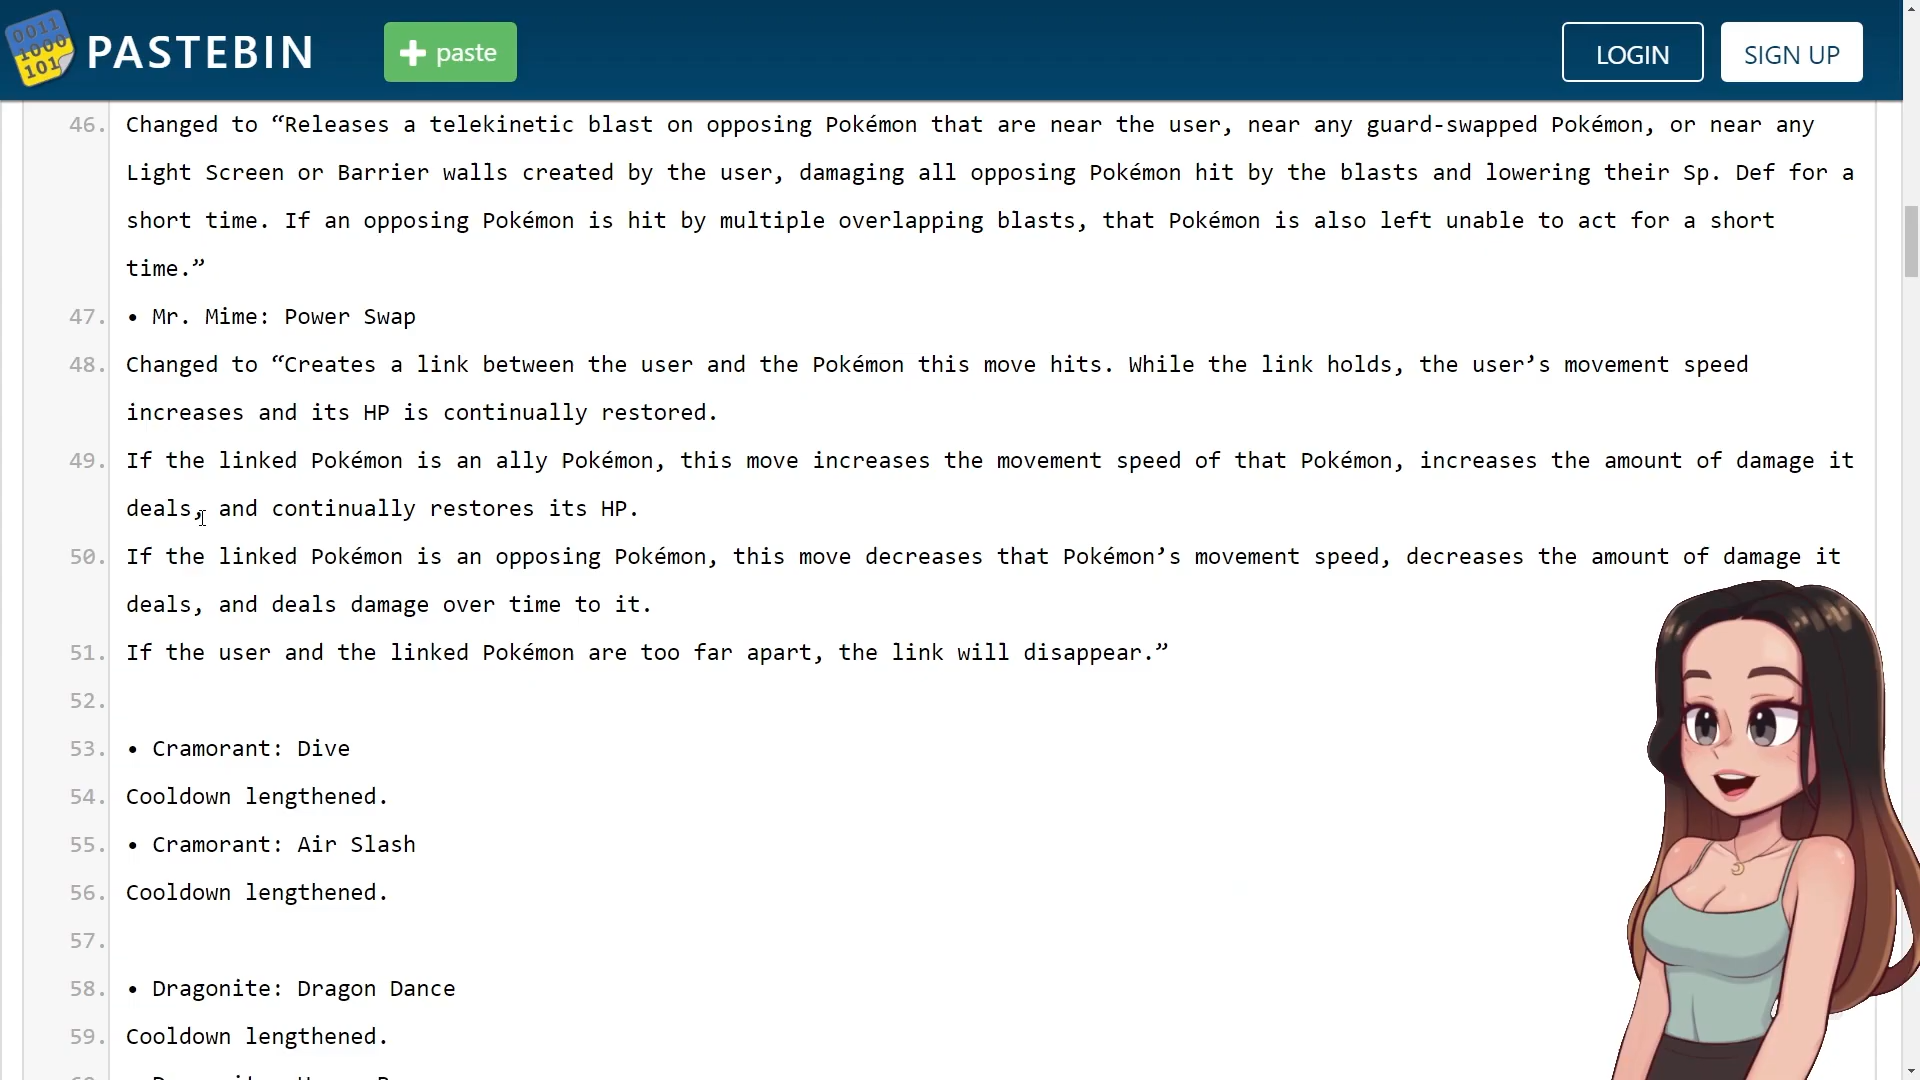 0011
1000
101
PASTEBIN
paste
LOGIN
SIGN UP
46. Changed to “Releases a telekinetic blast on opposing Pokémon that are near the user, near any guard-swapped Pokémon, or near any
Light Screen or Barrier walls created by the user, damaging all opposing Pokémon hit by the blasts and lowering their Sp. Def for a
short time. If an opposing Pokémon is hit by multiple overlapping blasts, that Pokémon is also left unable to act for a short
time.”
47. • Mr. Mime: Power Swap
48. Changed to “Creates a link between the user and the Pokémon this move hits. While the link holds, the user’s movement speed
increases and its HP is continually restored.
49. If the linked Pokémon is an ally Pokémon, this move increases the movement speed of that Pokémon, increases the amount of damage it
deals, and continually restores its HP.
50. If the linked Pokémon is an opposing Pokémon, this move decreases that Pokémon’s movement speed, decreases the amount of damage it
deals, and deals damage over time to it.
51. If the user and the linked Pokémon are too far apart, the link will disappear.”
52.
53. • Cramorant: Dive
54. Cooldown lengthened.
55. • Cramorant: Air Slash
56. Cooldown lengthened.
57.
58. • Dragonite: Dragon Dance
59. Cooldown lengthened.